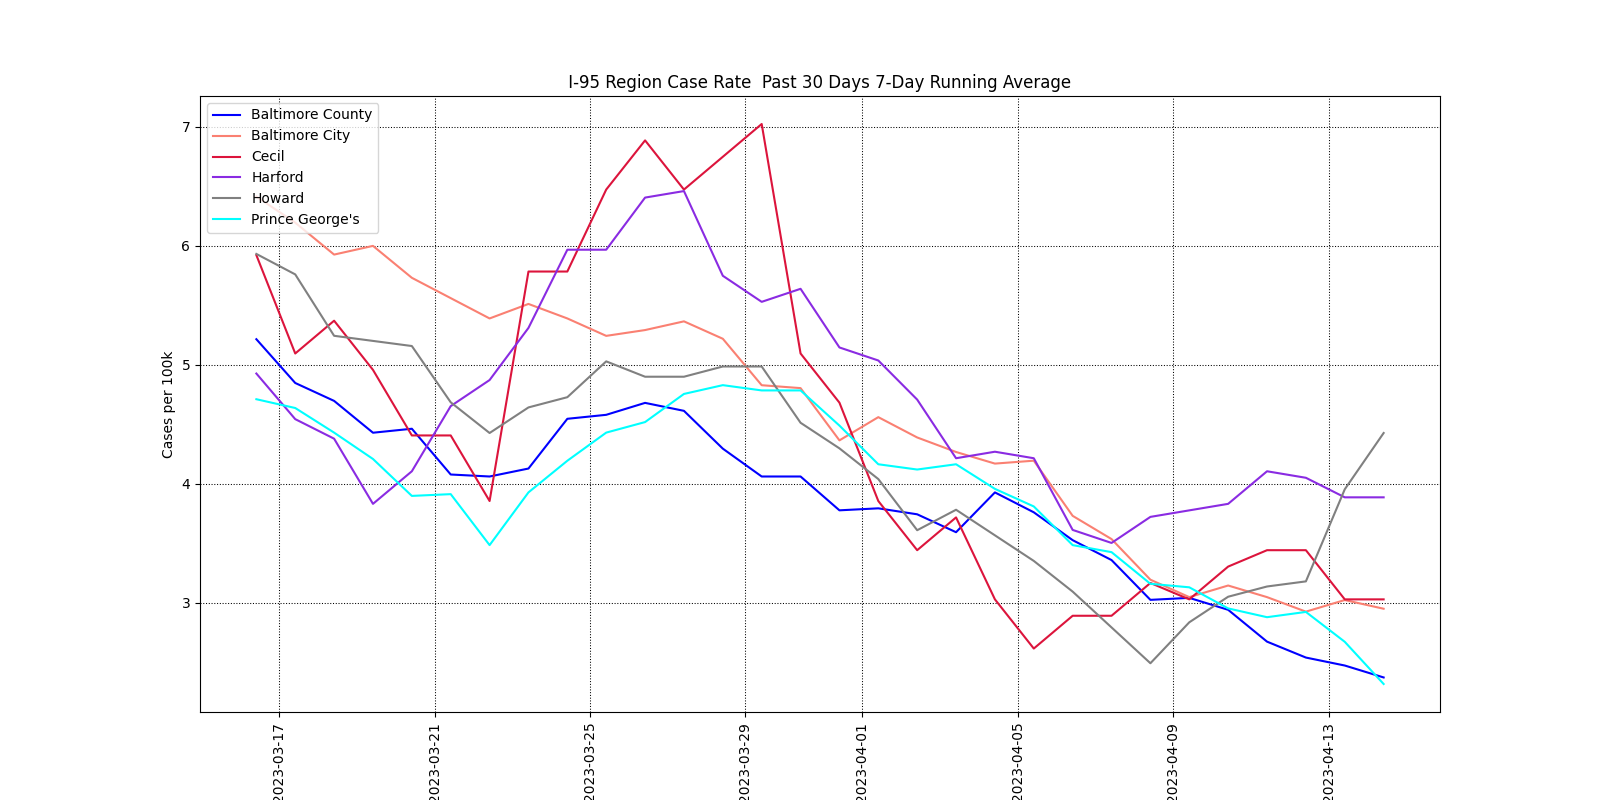 I-95 Region Case Rate  Past 30 Days 7-Day Running Average
Baltimore County
Baltimore City
Cecil
Harford
Howard
Prince George's
Cases per 100k
7
6
5
4
3
2023-03-17
2023-03-21
2023-03-25
2023-03-29
2023-04-01
2023-04-05
2023-04-09
2023-04-13